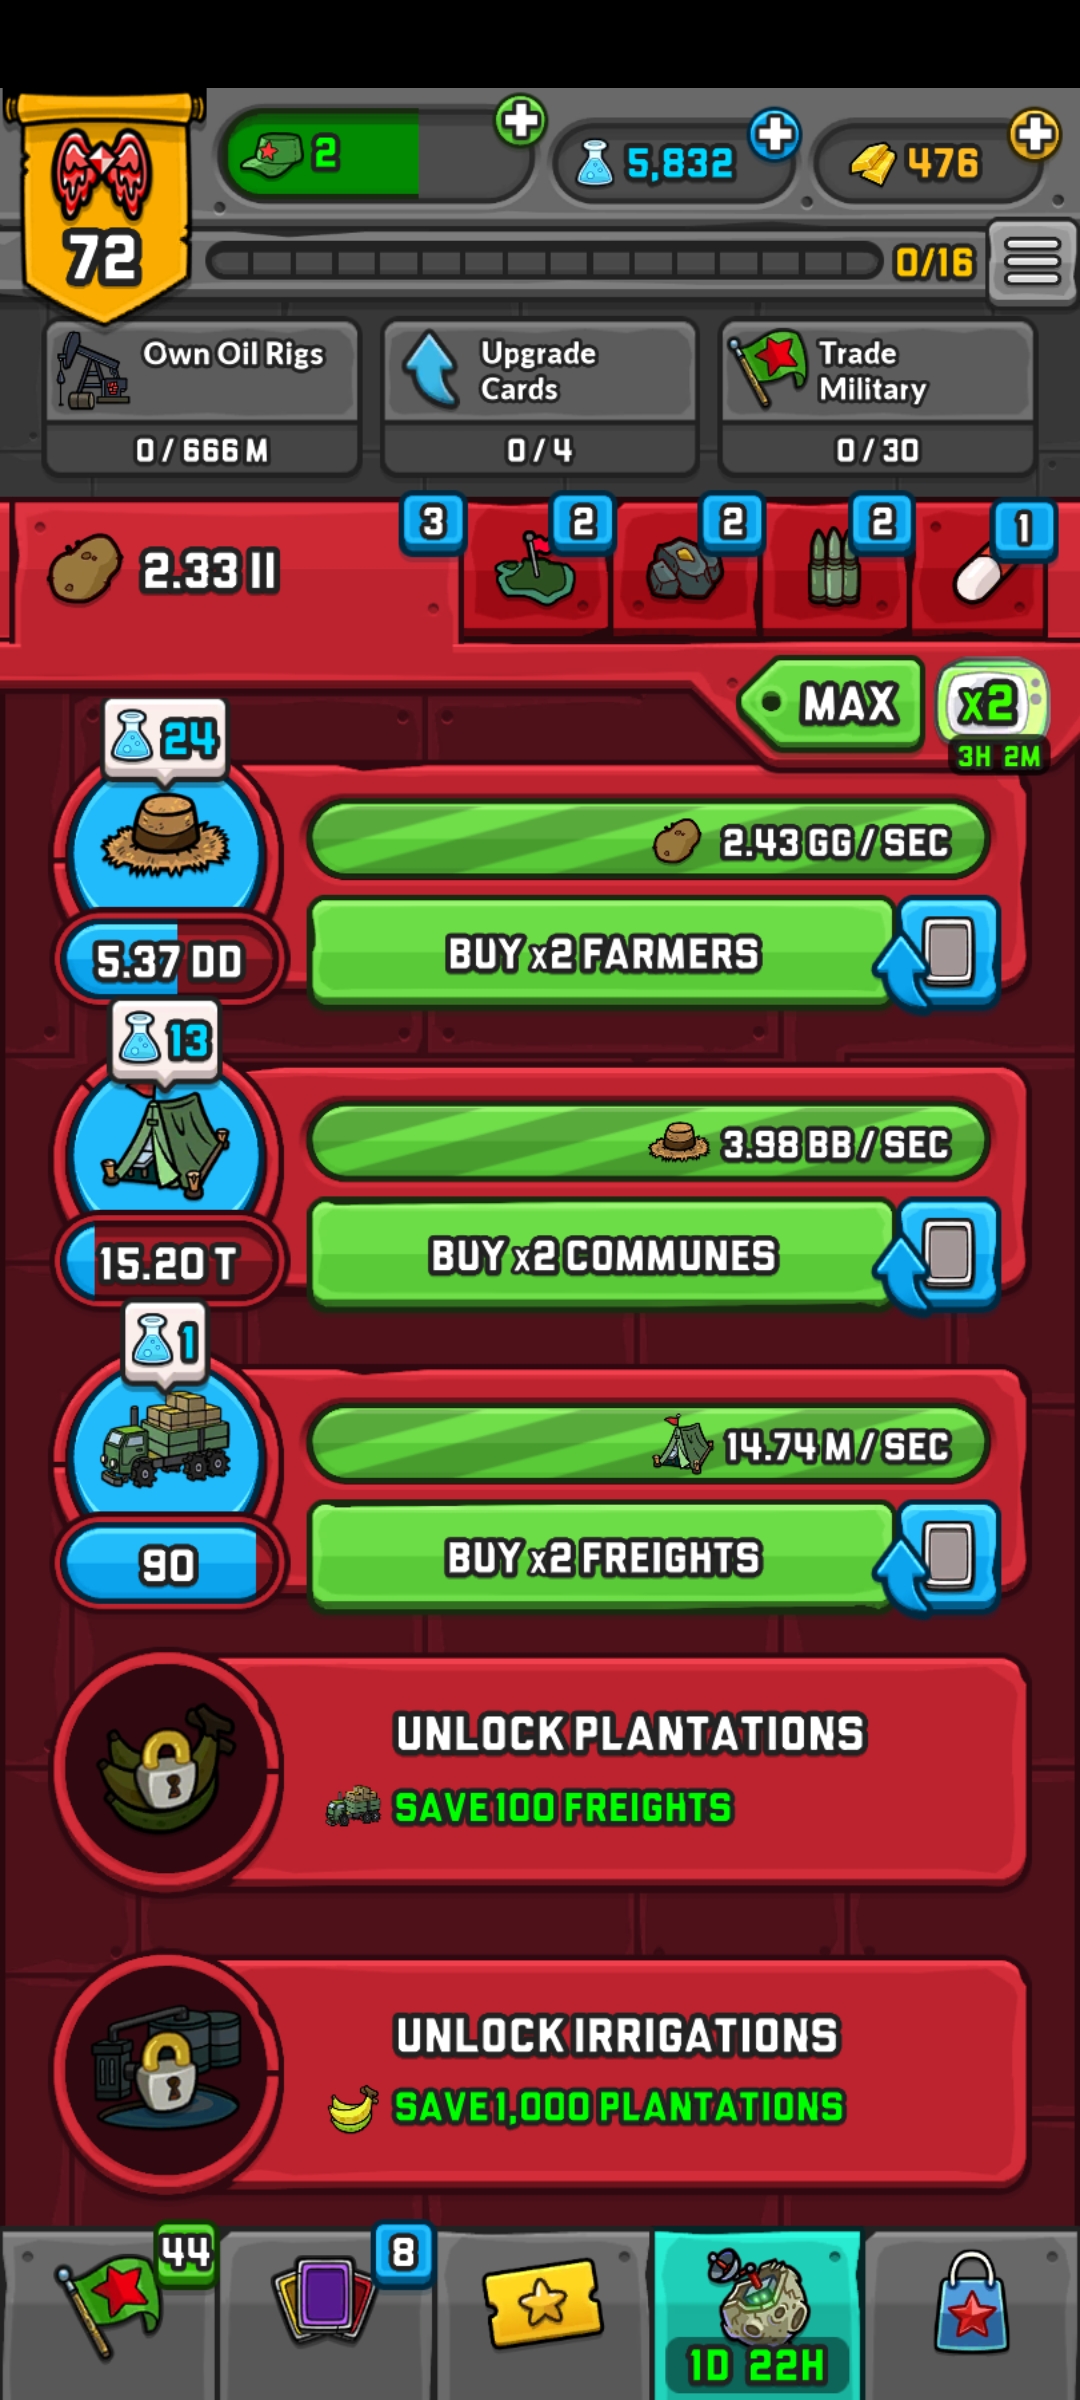 2
5,832
476
72
0/16
Own Oil Rigs
0 / 666 M
Upgrade
Cards
0 / 4
Trade
Military
0 / 30
2.33 II
3
2
2
2
1
MAX
x2
3H 2M
24
2.43 GG / SEC
5.37 DD
BUY x2 FARMERS
13
3.98 BB / SEC
15.20 T
BUY x2 COMMUNES
1
14.74 M / SEC
90
BUY x2 FREIGHTS
UNLOCK PLANTATIONS
SAVE 100 FREIGHTS
UNLOCK IRRIGATIONS
SAVE 1,000 PLANTATIONS
44
8
1D 22H